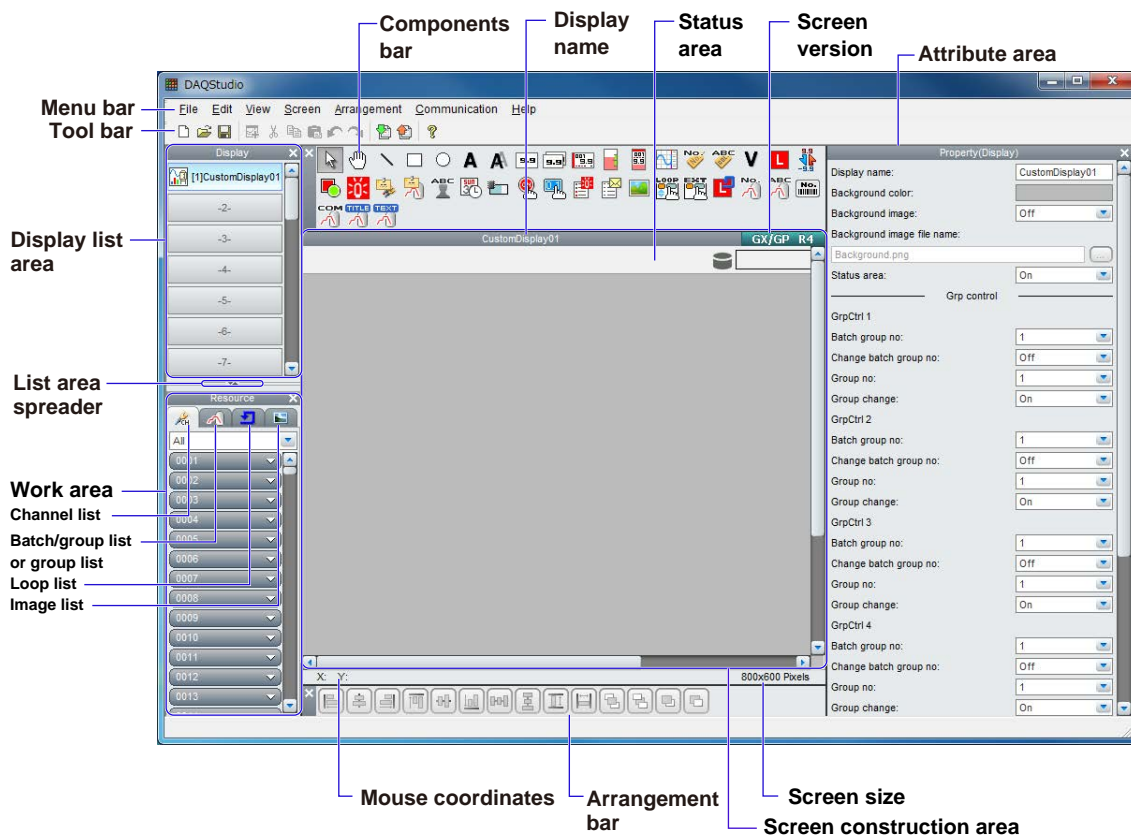 Components
bar
Display
name
Status
area
Screen
version
Attribute area
DAQStudio
Menu bar
File Edit View Screen Arrangement Communication Help
Tool bar
Display
Property(Display)
[1]CustomDisplay01
-2-
-3-
-4-
-5-
-6-
-7-
Display list
area
List area
spreader
CustomDisplay01
GX/GP R4
Display name: CustomDisplay01
Background color:
Background image: Off
Background image file name:
Background.png ...
Status area: On
Grp control
GrpCtrl 1
Batch group no: 1
Change batch group no: Off
Group no: 1
Group change: On
GrpCtrl 2
Batch group no: 1
Change batch group no: Off
Group no: 1
Group change: On
GrpCtrl 3
Batch group no: 1
Change batch group no: Off
Group no: 1
Group change: On
GrpCtrl 4
Batch group no: 1
Change batch group no: Off
Group no: 1
Group change: On
Resource
CH
All
0001
0002
0003
0004
0005
0006
0007
0008
0009
0010
0011
0012
0013
Work area
Channel list
Batch/group list
or group list
Loop list
Image list
X: Y:
800x600 Pixels
Mouse coordinates
Arrangement
bar
Screen size
Screen construction area